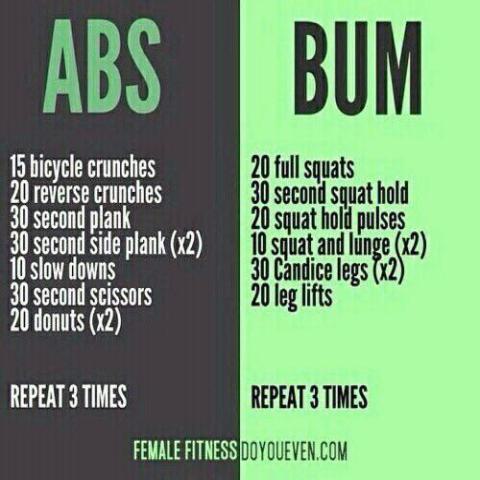 ABS
15 bicycle crunches
20 reverse crunches
30 second plank
30 second side plank (x2)
10 slow downs
30 second scissors
20 donuts (x2)
REPEAT 3 TIMES
BUM
20 full squats
30 second squat hold
20 squat hold pulses
10 squat and lunge (x2)
30 Candice legs (x2)
20 leg lifts
REPEAT 3 TIMES
FEMALE FITNESS DOYOUEVEN.COM